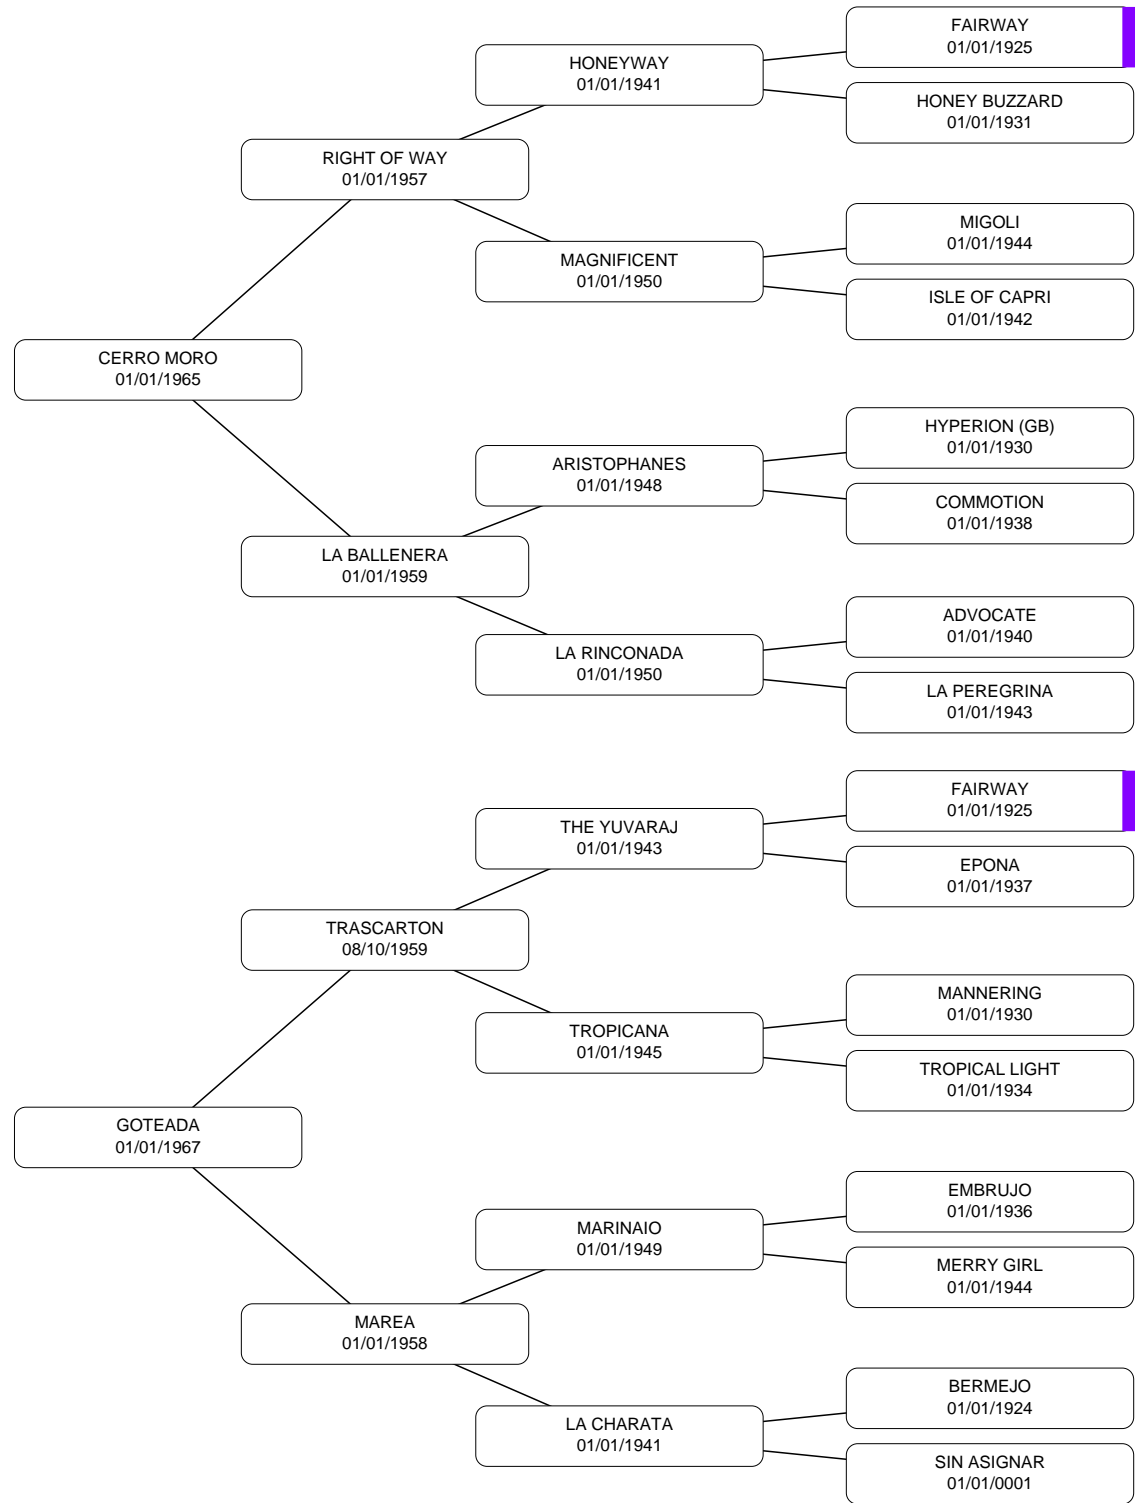 FAIRWAY
01/01/1925
HONEYWAY
01/01/1941
HONEY BUZZARD
01/01/1931
RIGHT OF WAY
01/01/1957
MIGOLI
01/01/1944
MAGNIFICENT
01/01/1950
ISLE OF CAPRI
01/01/1942
CERRO MORO
01/01/1965
HYPERION (GB)
01/01/1930
ARISTOPHANES
01/01/1948
COMMOTION
01/01/1938
LA BALLENERA
01/01/1959
ADVOCATE
01/01/1940
LA RINCONADA
01/01/1950
LA PEREGRINA
01/01/1943
FAIRWAY
01/01/1925
THE YUVARAJ
01/01/1943
EPONA
01/01/1937
TRASCARTON
08/10/1959
MANNERING
01/01/1930
TROPICANA
01/01/1945
TROPICAL LIGHT
01/01/1934
GOTEADA
01/01/1967
EMBRUJO
01/01/1936
MARINAIO
01/01/1949
MERRY GIRL
01/01/1944
MAREA
01/01/1958
BERMEJO
01/01/1924
LA CHARATA
01/01/1941
SIN ASIGNAR
01/01/0001